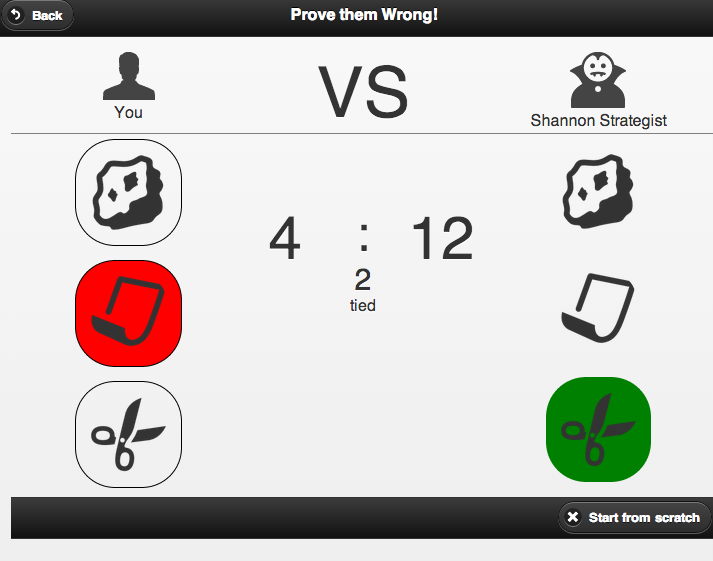 Back
Prove them Wrong!
VS
You
Shannon Strategist
4 : 12
2
tied
Start from scratch